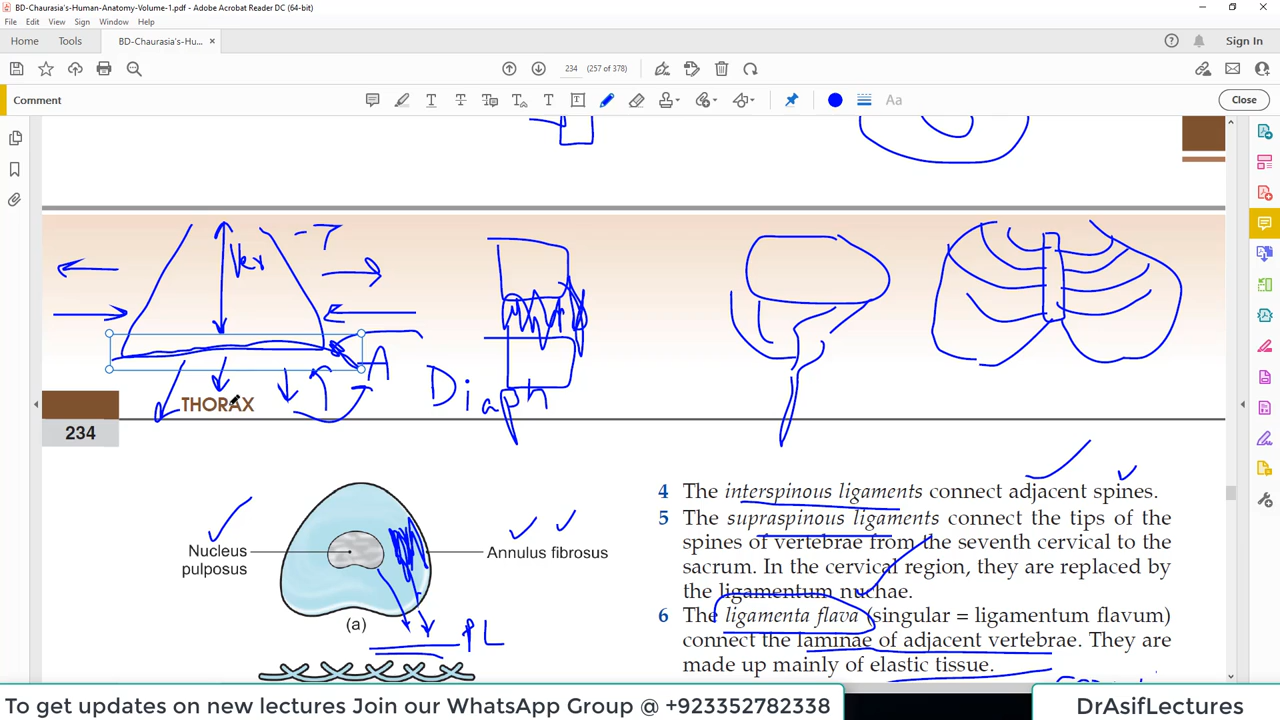 BD-Chaurasia's-Human-Anatomy-Volume-1.pdf - Adobe Acrobat Reader DC (64-bit)
File Edit View Sign Window Help
Home Tools BD-Chaurasia's-Hu... × Sign In
234 (257 of 378)
Comment Aa Close
T
Ver
A
Diaph
THORAX
234
Nucleus
pulposus
Annulus fibrosus
(a)
PL
4 The interspinous ligaments connect adjacent spines.
5 The supraspinous ligaments connect the tips of the
spines of vertebrae from the seventh cervical to the
sacrum. In the cervical region, they are replaced by
the ligamentum nuchae.
6 The ligamenta flava (singular = ligamentum flavum)
connect the laminae of adjacent vertebrae. They are
made up mainly of elastic tissue.
To get updates on new lectures Join our WhatsApp Group @ +923352782338
DrAsifLectures